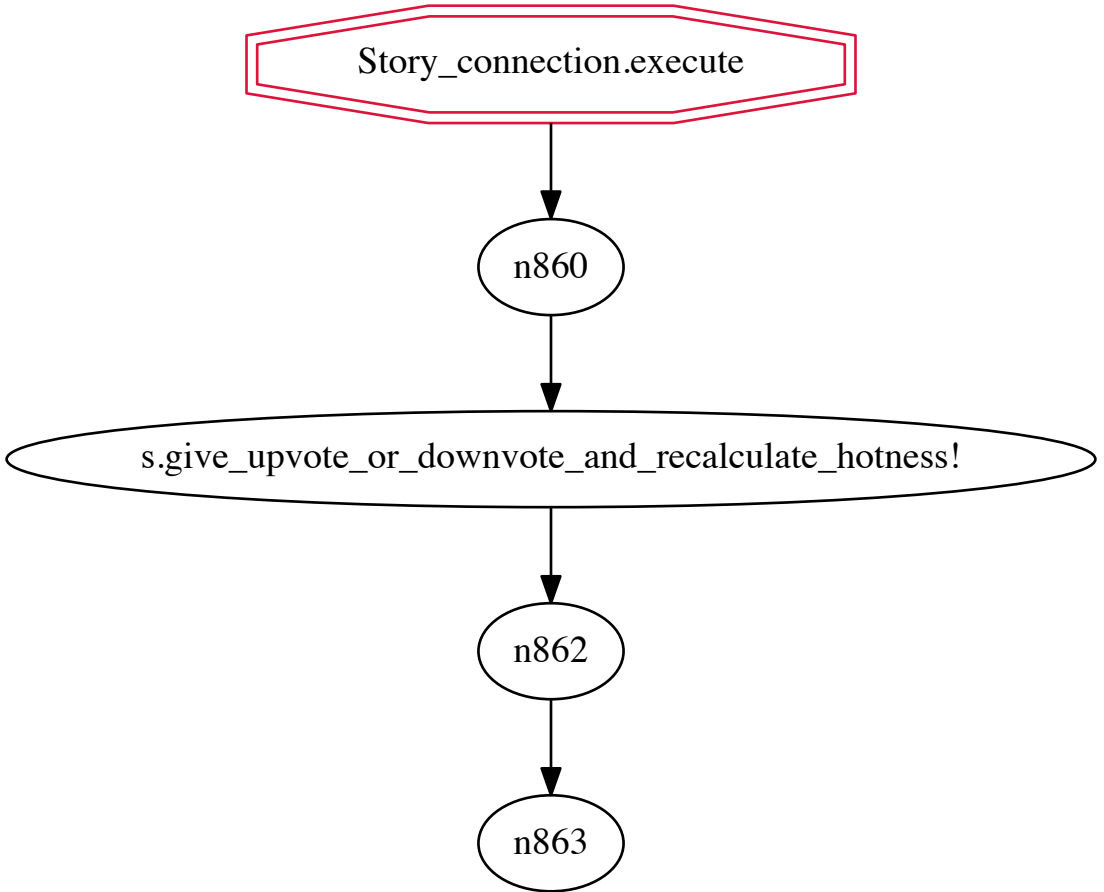 Story_connection.execute
n860
s.give_upvote_or_downvote_and_recalculate_hotness!
n862
n863